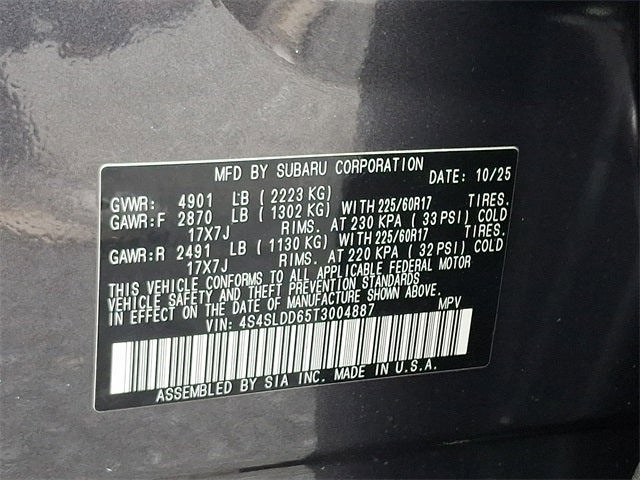 MFD BY SUBARU CORPORATION DATE: 10/25
GVWR: 4901 LB (2223 KG)
GAWR:F 2870 LB (1302 KG) WITH 225/60R17 TIRES.
17X7J RIMS. AT 230 KPA (33 PSI) COLD
GAWR:R 2491 LB (1130 KG) WITH 225/60R17 TIRES.
17X7J RIMS. AT 220 KPA (32 PSI) COLD
THIS VEHICLE CONFORMS TO ALL APPLICABLE FEDERAL MOTOR
VEHICLE SAFETY AND THEFT PREVENTION STANDARDS
IN EFFECT ON THE DATE OF MANUFACTURE SHOWN ABOVE.
VIN: 4S4SLDD65T3004887 MPV
ASSEMBLED BY SIA INC. MADE IN U.S.A.